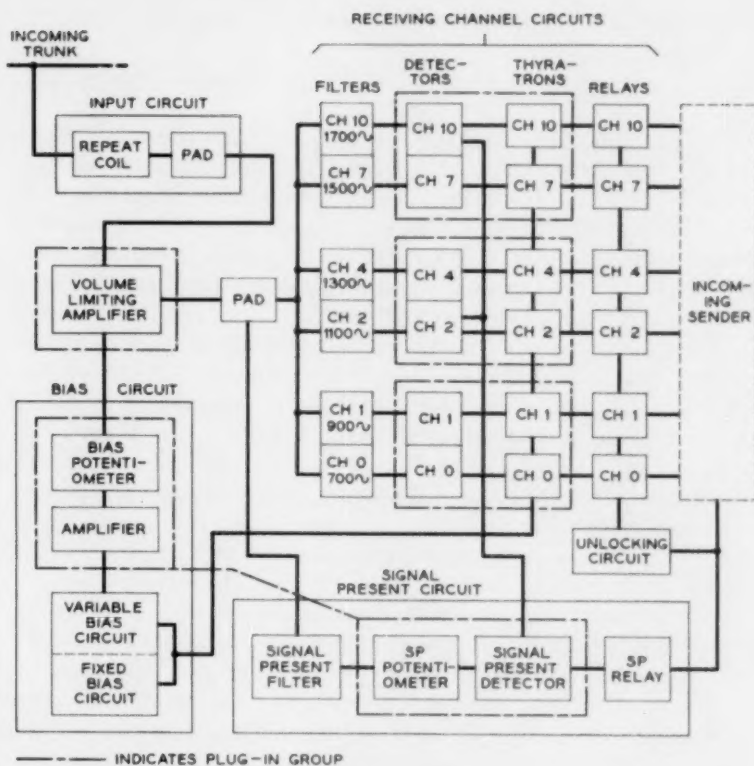 RECEIVING CHANNEL CIRCUITS
INCOMING
TRUNK
INPUT CIRCUIT
REPEAT
COIL
PAD
FILTERS
DETEC-
TORS
THYRA-
TRONS
RELAYS
CH 10
1700~
CH 10
CH 10
CH 10
CH 7
1500~
CH 7
CH 7
CH 7
CH 4
1300~
CH 4
CH 4
CH 4
CH 2
1100~
CH 2
CH 2
CH 2
CH 1
900~
CH 1
CH 1
CH 1
CH 0
700~
CH 0
CH 0
CH 0
INCOM-
ING
SENDER
VOLUME
LIMITING
AMPLIFIER
PAD
BIAS CIRCUIT
BIAS
POTENTI-
OMETER
AMPLIFIER
VARIABLE
BIAS
CIRCUIT
FIXED
BIAS
CIRCUIT
UNLOCKING
CIRCUIT
SIGNAL
PRESENT CIRCUIT
SIGNAL
PRESENT
FILTER
SP
POTENTI-
OMETER
SIGNAL
PRESENT
DETECTOR
SP
RELAY
INDICATES PLUG-IN GROUP